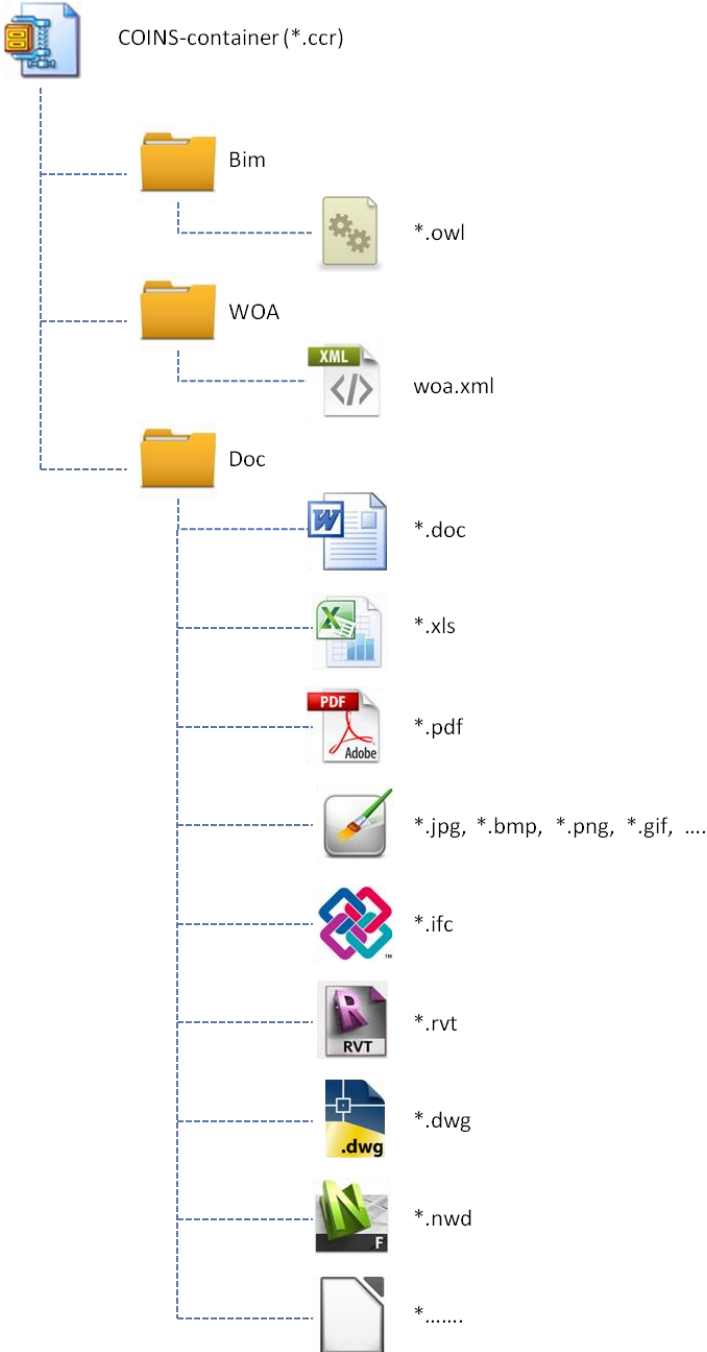 COINS-container (*.ccr)
Bim
*.owl
WOA
XML
</>
woa.xml
Doc
W
*.doc
X
*.xls
PDF
Adobe
*.pdf
*.jpg, *.bmp, *.png, *.gif, ....
*.ifc
TM
R
RVT
*.rvt
.dwg
*.dwg
N
F
*.nwd
*.......